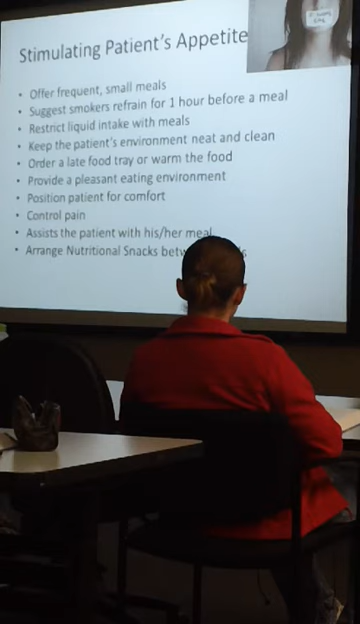 Stimulating Patient's Appetite
• Offer frequent, small meals
• Suggest smokers refrain for 1 hour before a meal
• Restrict liquid intake with meals
• Keep the patient's environment neat and clean
• Order a late food tray or warm the food
• Provide a pleasant eating environment
• Position patient for comfort
• Control pain
• Assists the patient with his/her meal
• Arrange Nutritional Snacks